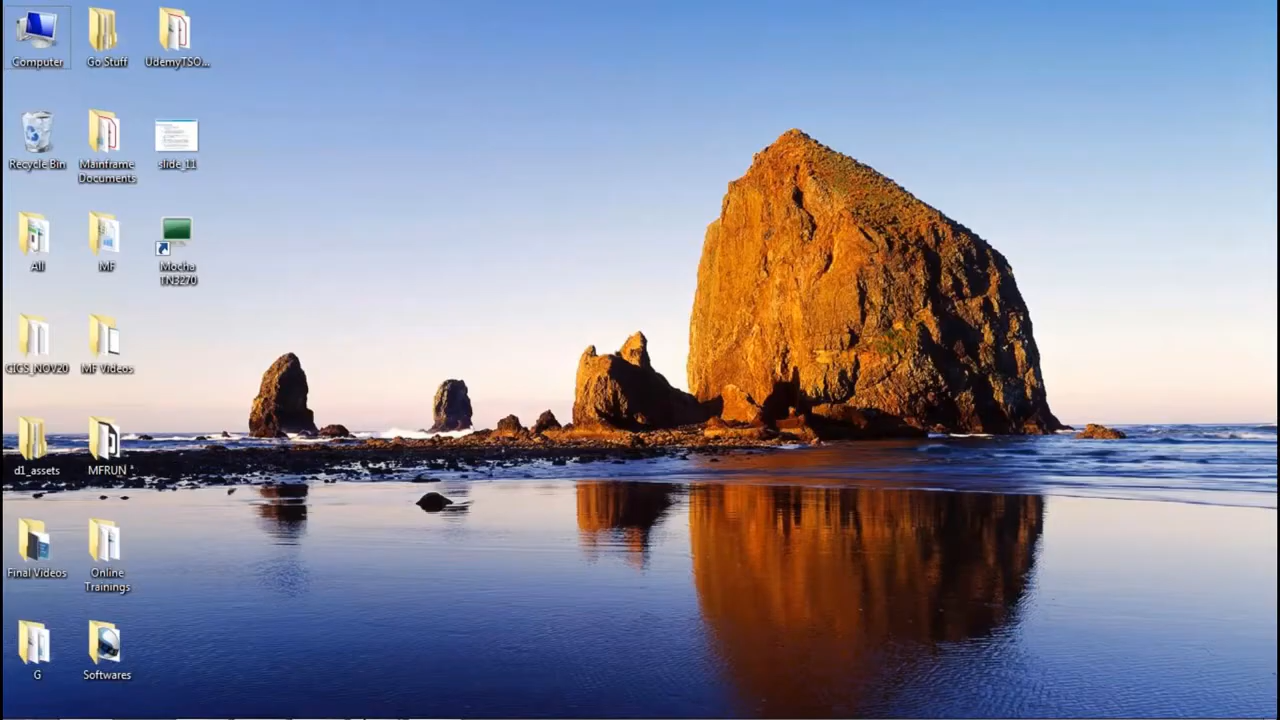 Computer
Go Stuff
UdemyTSO...
Recycle Bin
Mainframe
Documents
slide_11
All
MF
Mocha
TN3270
CICS_NOV20
MF Videos
d1_assets
MFRUN
Final Videos
Online
Trainings
G
Softwares